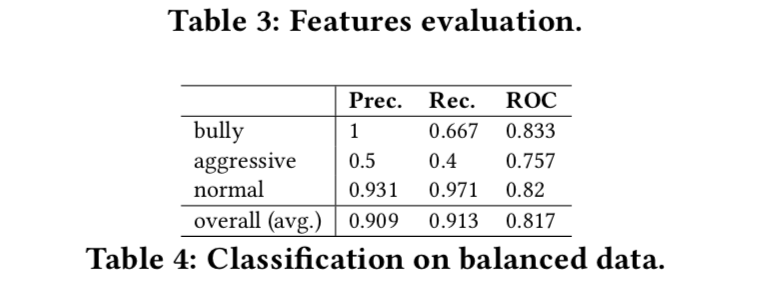 Table 3: Features evaluation.
Prec. Rec. ROC
bully 1 0.667 0.833
aggressive 0.5 0.4 0.757
normal 0.931 0.971 0.82
overall (avg.) 0.909 0.913 0.817
Table 4: Classification on balanced data.